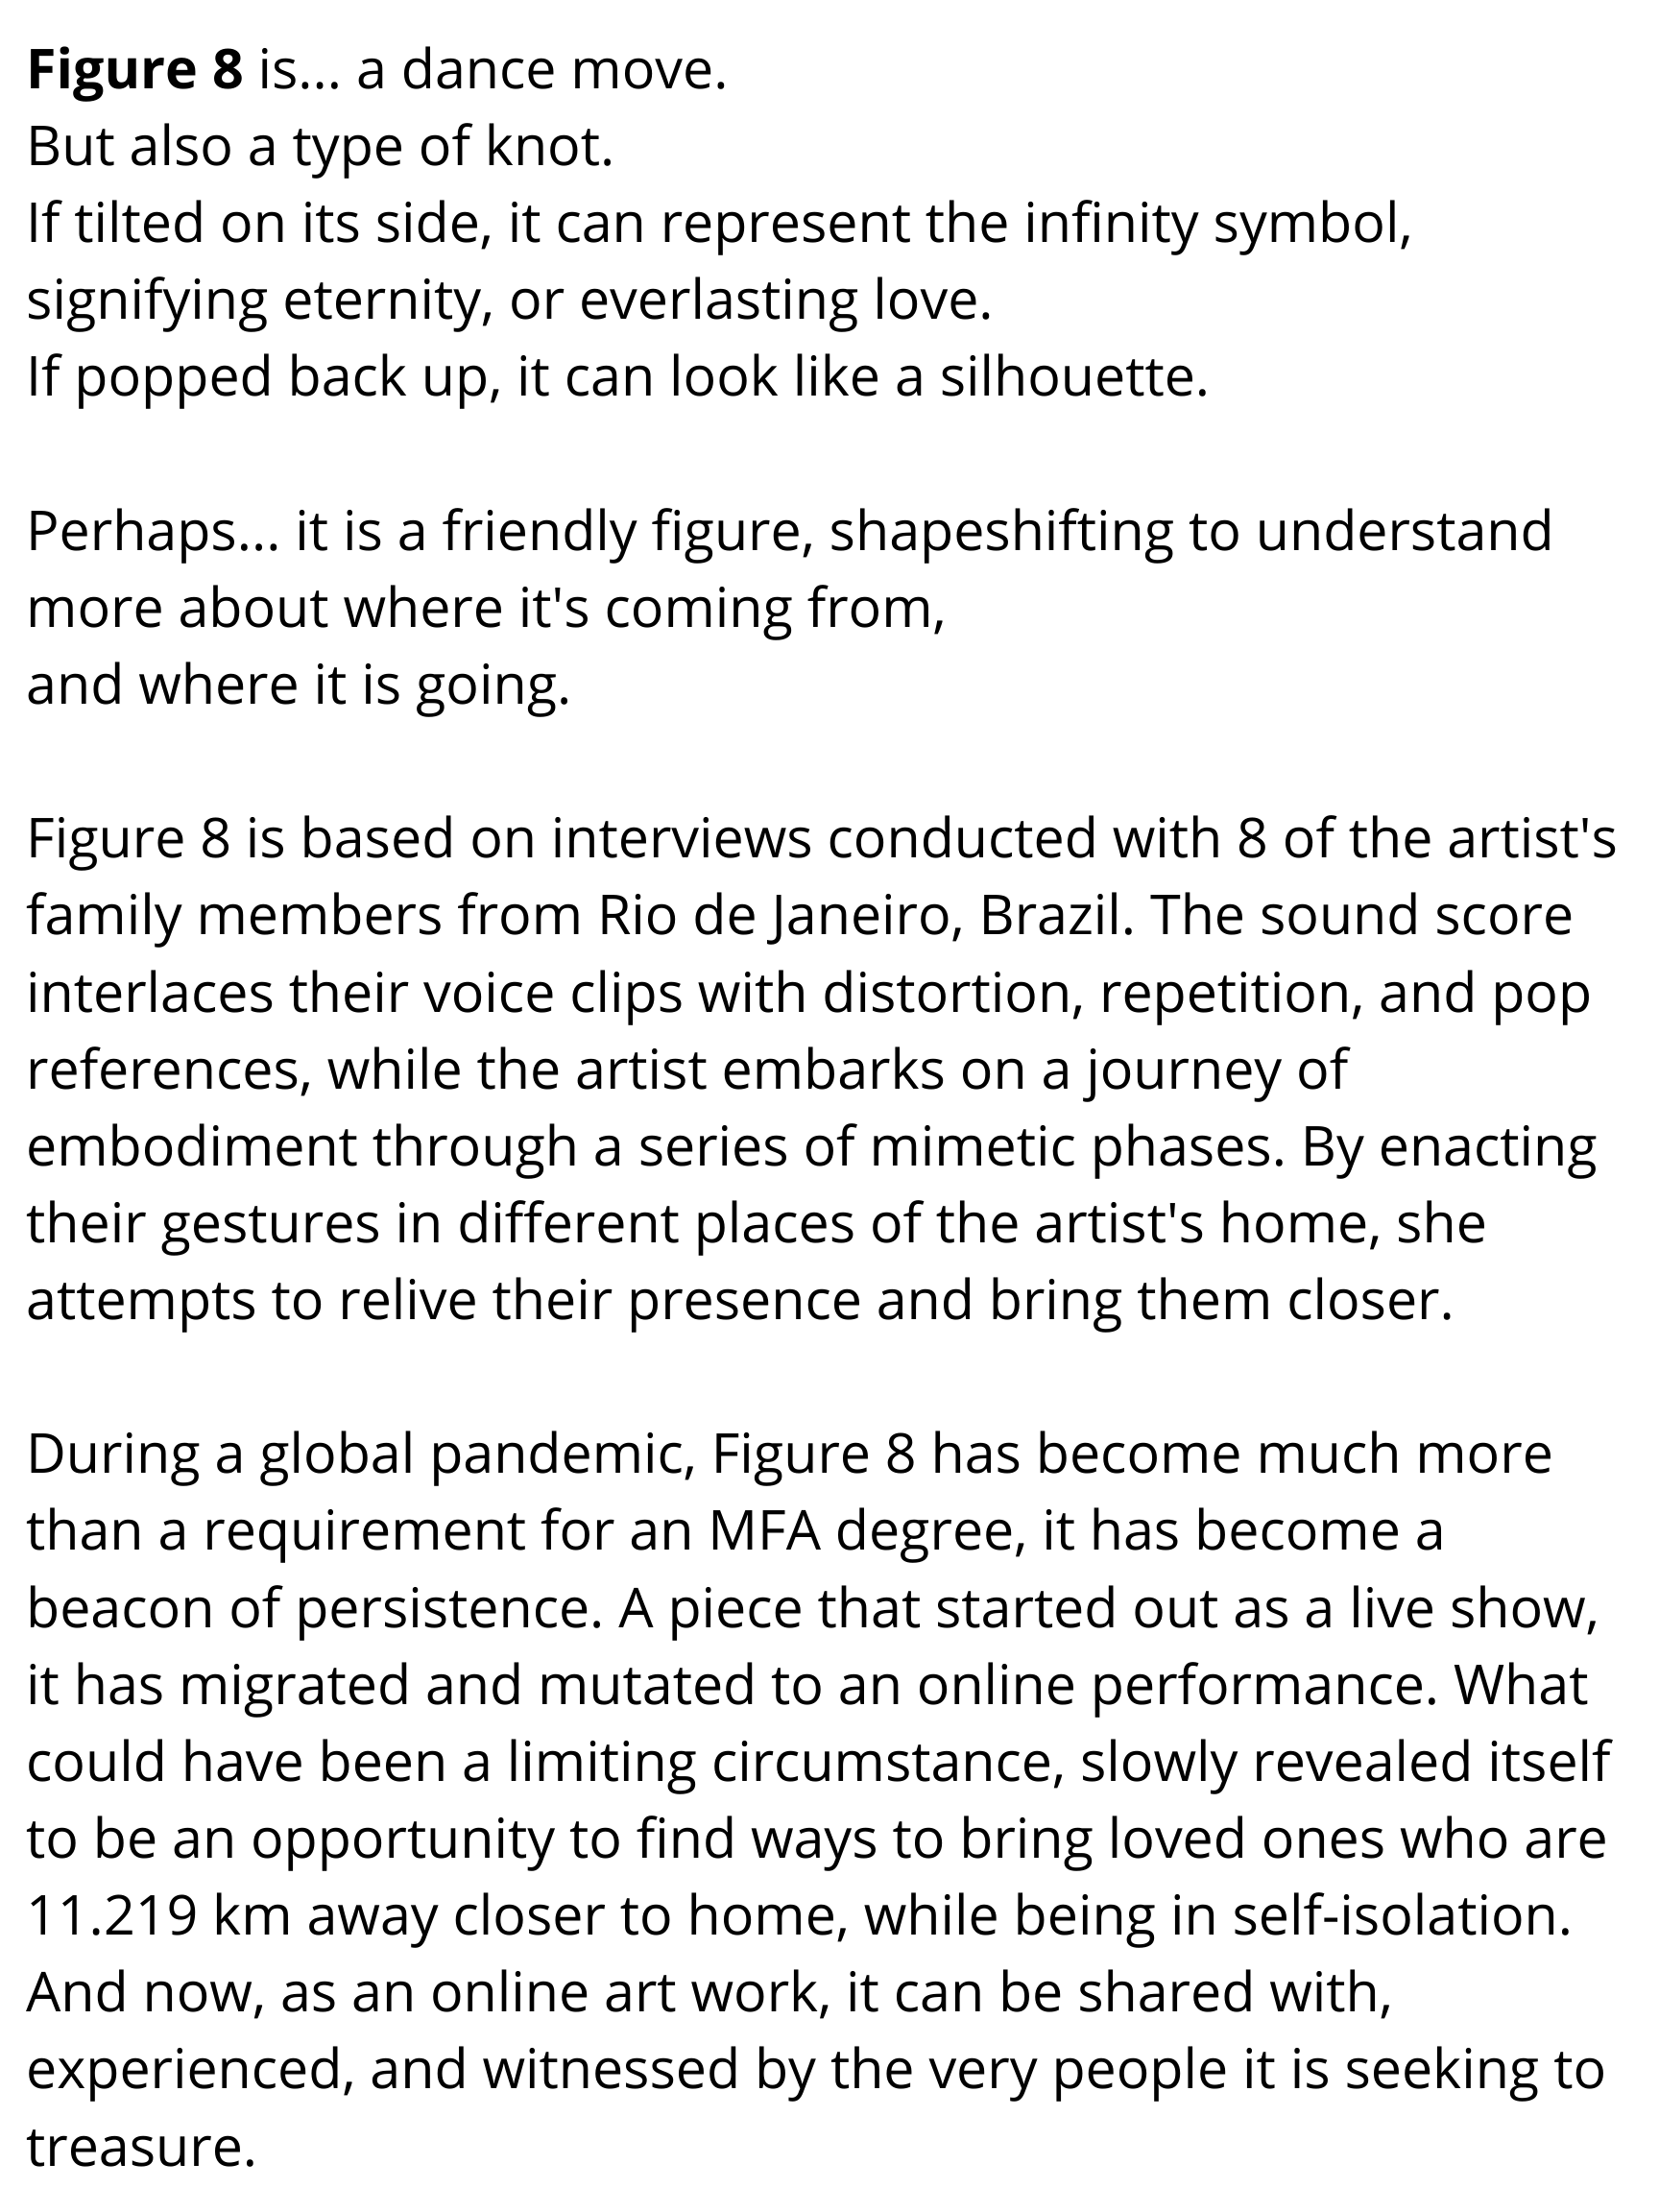 Figure 8 is... a dance move.
But also a type of knot.
If tilted on its side, it can represent the infinity symbol,
signifying eternity, or everlasting love.
If popped back up, it can look like a silhouette.
Perhaps... it is a friendly figure, shapeshifting to understand
more about where it's coming from,
and where it is going.
Figure 8 is based on interviews conducted with 8 of the artist's
family members from Rio de Janeiro, Brazil. The sound score
interlaces their voice clips with distortion, repetition, and pop
references, while the artist embarks on a journey of
embodiment through a series of mimetic phases. By enacting
their gestures in different places of the artist's home, she
attempts to relive their presence and bring them closer.
During a global pandemic, Figure 8 has become much more
than a requirement for an MFA degree, it has become a
beacon of persistence. A piece that started out as a live show,
it has migrated and mutated to an online performance. What
could have been a limiting circumstance, slowly revealed itself
to be an opportunity to find ways to bring loved ones who are
11.219 km away closer to home, while being in self-isolation.
And now, as an online art work, it can be shared with,
experienced, and witnessed by the very people it is seeking to
treasure.